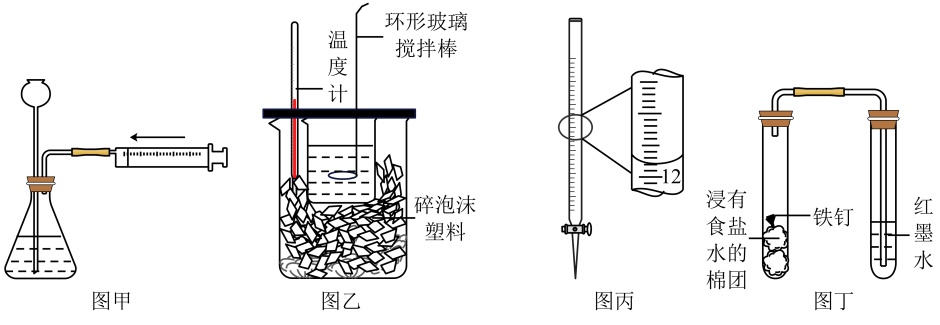 温度计
环形玻璃
搅拌棒
碎泡沫
塑料
12
浸有
食盐
水的
棉团
铁钉
红墨水
图甲
图乙
图丙
图丁